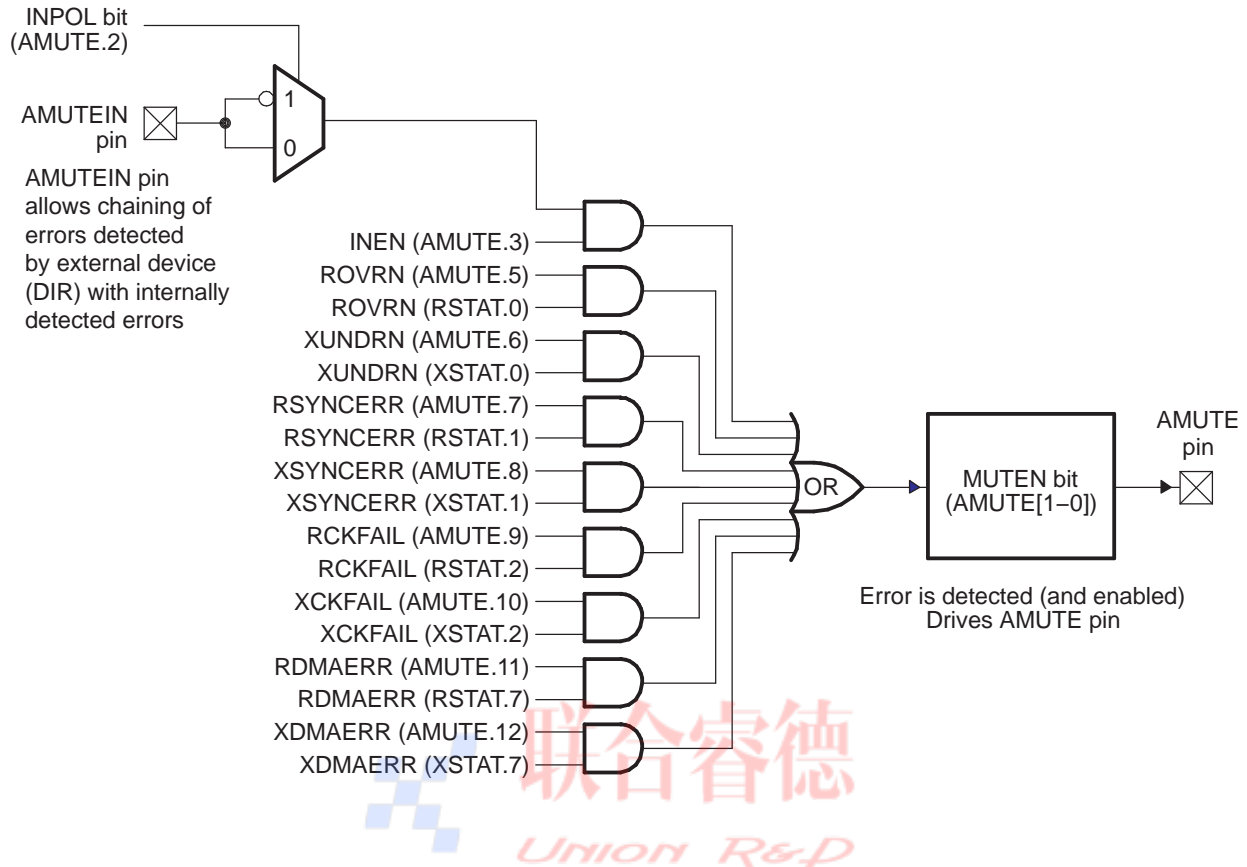 INPOL bit
(AMUTE.2)
AMUTEIN
pin
1
0
AMUTEIN pin
allows chaining of
errors detected
by external device
(DIR) with internally
detected errors
INEN (AMUTE.3)
ROVRN (AMUTE.5)
ROVRN (RSTAT.0)
XUNDRN (AMUTE.6)
XUNDRN (XSTAT.0)
RSYNCERR (AMUTE.7)
RSYNCERR (RSTAT.1)
XSYNCERR (AMUTE.8)
XSYNCERR (XSTAT.1)
RCKFAIL (AMUTE.9)
RCKFAIL (RSTAT.2)
XCKFAIL (AMUTE.10)
XCKFAIL (XSTAT.2)
RDMAERR (AMUTE.11)
RDMAERR (RSTAT.7)
XDMAERR (AMUTE.12)
XDMAERR (XSTAT.7)
OR
MUTEN bit
(AMUTE[1−0])
AMUTE
pin
Error is detected (and enabled)
Drives AMUTE pin
联合睿德
Union R&D